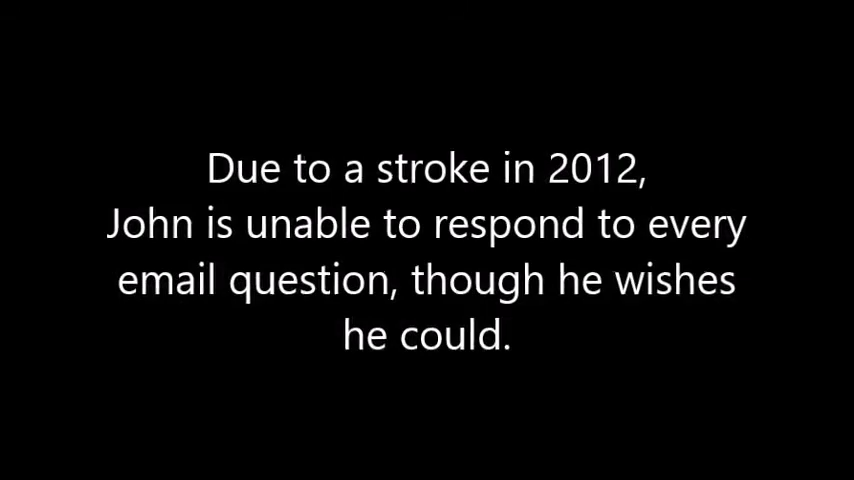 Due to a stroke in 2012,
John is unable to respond to every
email question, though he wishes
he could.